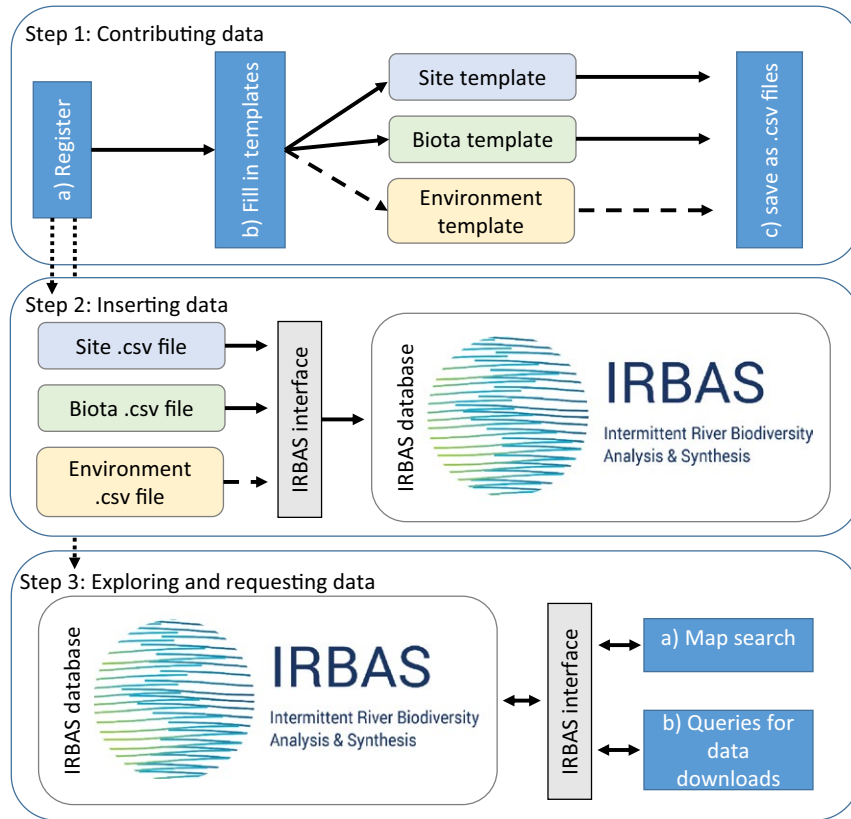 Step 1: Contributing data
a) Register
b) Fill in templates
Site template
Biota template
Environment
template
c) save as .csv files
Step 2: Inserting data
Site .csv file
Biota .csv file
Environment
.csv file
IRBAS interface
IRBAS database
IRBAS
Intermittent River Biodiversity
Analysis & Synthesis
Step 3: Exploring and requesting data
IRBAS database
IRBAS
Intermittent River Biodiversity
Analysis & Synthesis
IRBAS interface
a) Map search
b) Queries for
data
downloads